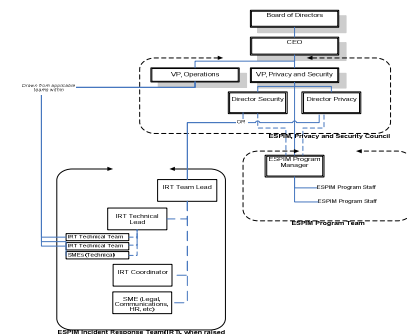 Board of Directors
CEO
VP, Operations
VP, Privacy and Security
Drawn from applicable
teams within
Director Security
Director Privacy
OR
ESPIM, Privacy and Security Council
ESPIM Program
Manager
IRT Team Lead
ESPIM Program Staff
ESPIM Program Staff
IRT Technical
Lead
ESPIM Program Team
IRT Technical Team
IRT Technical Team
SMEs (Technical)
IRT Coordinator
SME (Legal,
Communications,
HR, etc)
ESPIM Incident Response Team(IRT), when raised